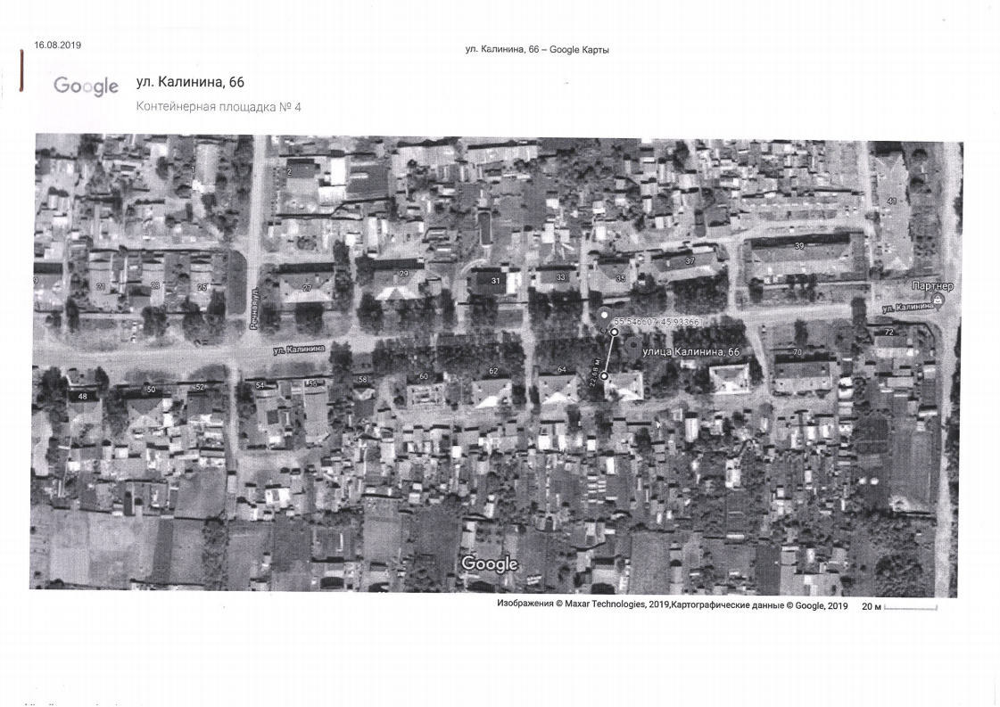 16.08.2019
ул. Калинина, 66 – Google Карты
Google
ул. Калинина, 66
Контейнерная площадка № 4
1
2
41
39
37
9
21
23
25
27
29
31
33
35
Партнер
ул. Калинина
Речная ул.
55.546607,45.933661
72
ул. Калинина
улица Калинина, 66
70
22,68 м
64
62
60
58
56
54
52
50
48
Google
Изображения © Maxar Technologies, 2019,Картографические данные © Google, 2019
20 м